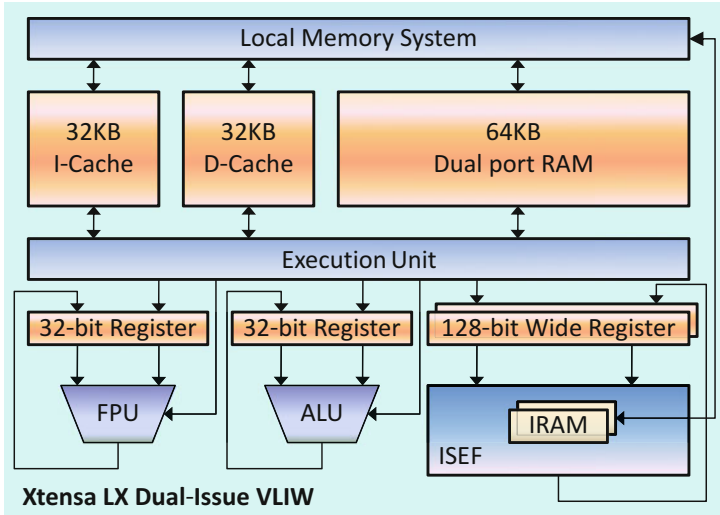 Local Memory System
32KB
I-Cache
32KB
D-Cache
64KB
Dual port RAM
Execution Unit
32-bit Register
32-bit Register
128-bit Wide Register
FPU
ALU
IRAM
ISEF
Xtensa LX Dual-Issue VLIW